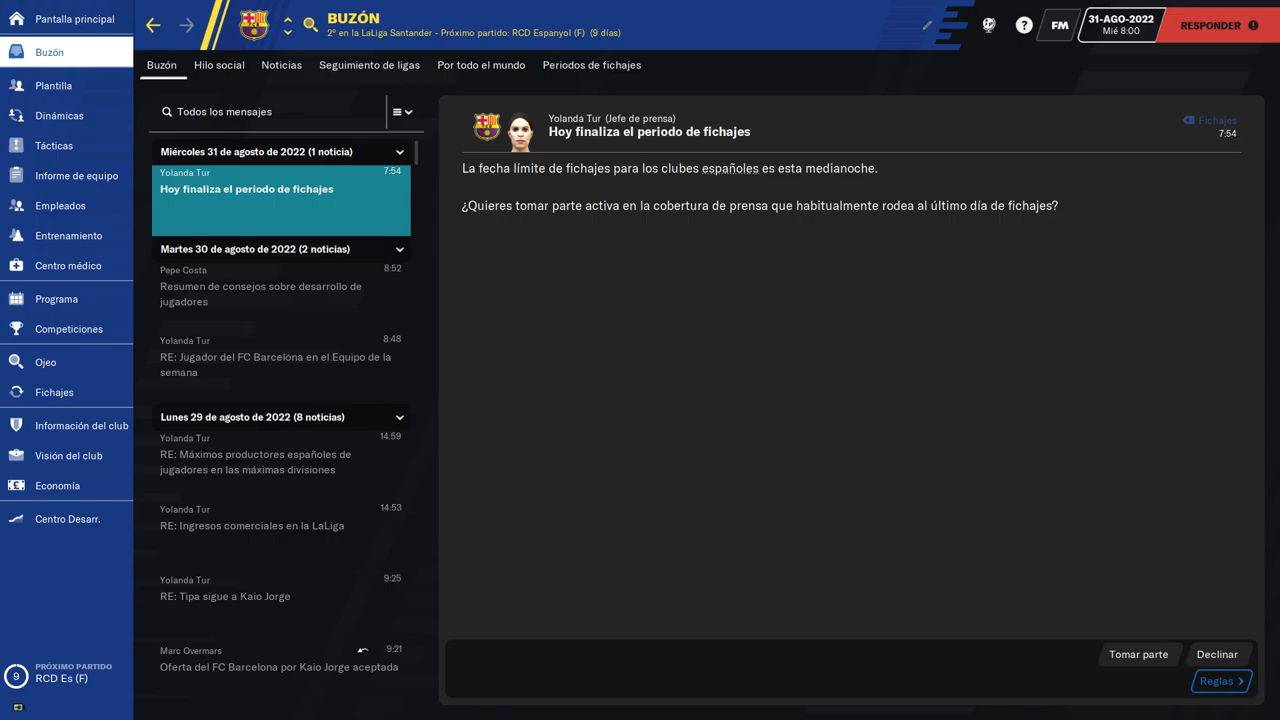 Pantalla principal
Buzón
Plantilla
Dinámicas
Tácticas
Informe de equipo
Empleados
Entrenamiento
Centro médico
Programa
Competiciones
Ojeo
Fichajes
Información del club
Visión del club
Economía
Centro Desarr.
9
PRÓXIMO PARTIDO
RCD Es (F)
BUZÓN
2º en la LaLiga Santander - Próximo partido: RCD Espanyol (F) (9 días)
?
FM
31-AGO-2022
Mié 8:00
RESPONDER
Buzón
Hilo social
Noticias
Seguimiento de ligas
Por todo el mundo
Periodos de fichajes
Todos los mensajes
Miércoles 31 de agosto de 2022 (1 noticia)
Yolanda Tur 7:54
Hoy finaliza el periodo de fichajes
Martes 30 de agosto de 2022 (2 noticias)
Pepe Costa 8:52
Resumen de consejos sobre desarrollo de
jugadores
Yolanda Tur 8:48
RE: Jugador del FC Barcelona en el Equipo de la
semana
Lunes 29 de agosto de 2022 (8 noticias)
Yolanda Tur 14:59
RE: Máximos productores españoles de
jugadores en las máximas divisiones
Yolanda Tur 14:53
RE: Ingresos comerciales en la LaLiga
Yolanda Tur 9:25
RE: Tipa sigue a Kaio Jorge
Marc Overmars 9:21
Oferta del FC Barcelona por Kaio Jorge aceptada
Yolanda Tur (Jefe de prensa)
Hoy finaliza el periodo de fichajes
Fichajes
7:54
La fecha límite de fichajes para los clubes españoles es esta medianoche.
¿Quieres tomar parte activa en la cobertura de prensa que habitualmente rodea al último día de fichajes?
Tomar parte
Declinar
Reglas